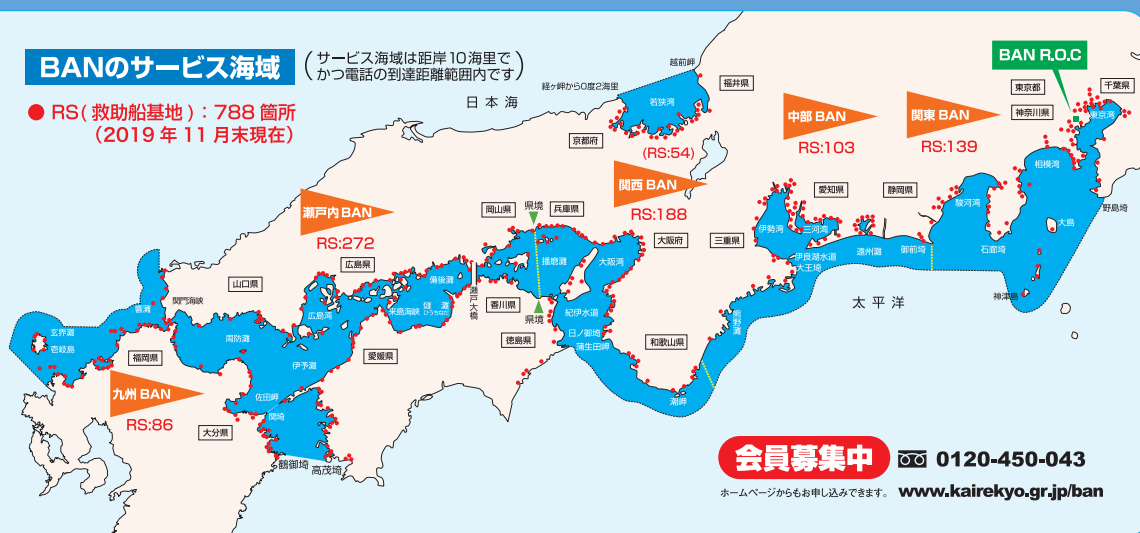 BANのサービス海域
(サービス海域は距岸10海里で
かつ電話の到達距離範囲内です)
● RS(救助船基地):788箇所
(2019年11月末現在)
日本海
経ヶ岬から0度2海里
越前岬
若狭湾
福井県
京都府
(RS:54)
BAN R.O.C
東京都
千葉県
神奈川県
東京湾
中部 BAN
RS:103
関東 BAN
RS:139
関西 BAN
RS:188
瀬戸内 BAN
RS:272
岡山県
県境
兵庫県
相模湾
駿河湾
愛知県
静岡県
伊勢湾
三河湾
大島
野島埼
三重県
大阪府
播磨灘
大阪湾
伊良湖水道
大王埼
遠州灘
御前埼
石廊埼
広島県
備後灘
山口県
関門海峡
響灘
広島湾
来島海峡
燧灘
ひうちなだ
瀬戸大橋
香川県
県境
紀伊水道
太平洋
神津島
熊野灘
玄界灘
壱岐島
周防灘
徳島県
日ノ御埼
蒲生田岬
和歌山県
福岡県
伊予灘
愛媛県
九州 BAN
RS:86
佐田岬
関埼
潮岬
大分県
鶴御埼
高茂埼
会員募集中
0120-450-043
ホームページからもお申し込みできます。
www.kairekyo.gr.jp/ban